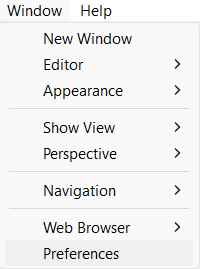 Window Help
New Window
Editor
Appearance
Show View
Perspective
Navigation
Web Browser
Preferences